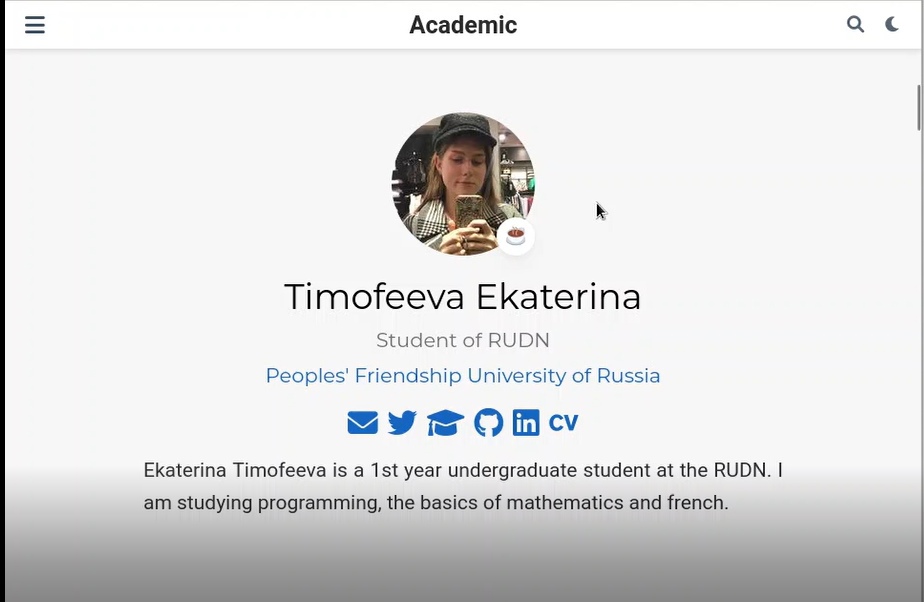 Academic
Timofeeva Ekaterina
Student of RUDN
Peoples' Friendship University of Russia
CV
Ekaterina Timofeeva is a 1st year undergraduate student at the RUDN. I
am studying programming, the basics of mathematics and french.